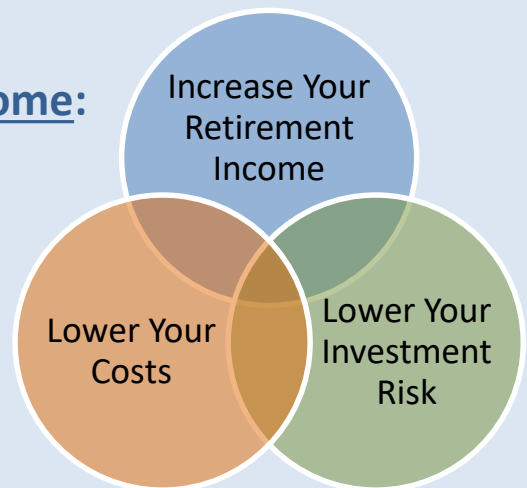 ome:
Increase Your
Retirement
Income
Lower Your
Costs
Lower Your
Investment
Risk